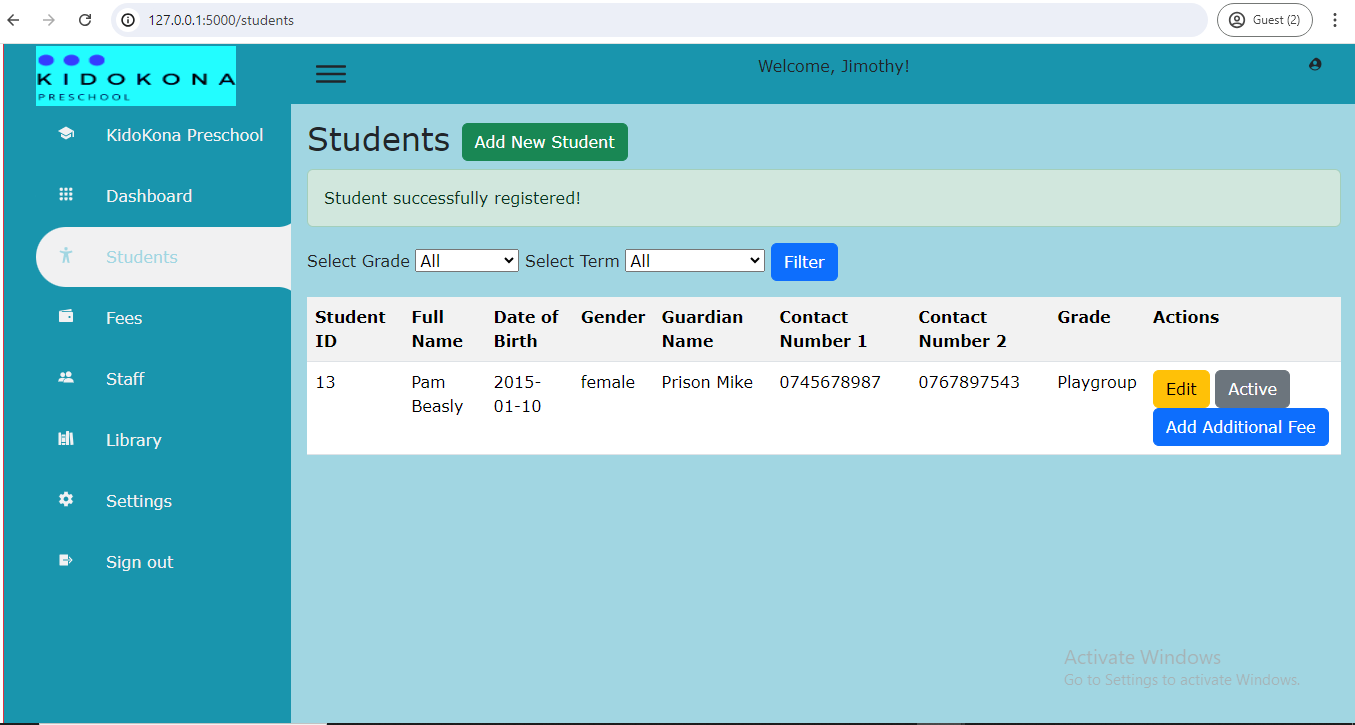 127.0.0.1:5000/students
Guest (2)
KIDOKONA
PRESCHOOL
Welcome, Jimothy!
KidoKona Preschool
Dashboard
Students
Fees
Staff
Library
Settings
Sign out
Students Add New Student
Student successfully registered!
Select Grade All Select Term All Filter
Student ID Full Name Date of Birth Gender Guardian Name Contact Number 1 Contact Number 2 Grade Actions
13 Pam Beasly 2015-01-10 female Prison Mike 0745678987 0767897543 Playgroup Edit Active
Add Additional Fee
Activate Windows
Go to Settings to activate Windows.